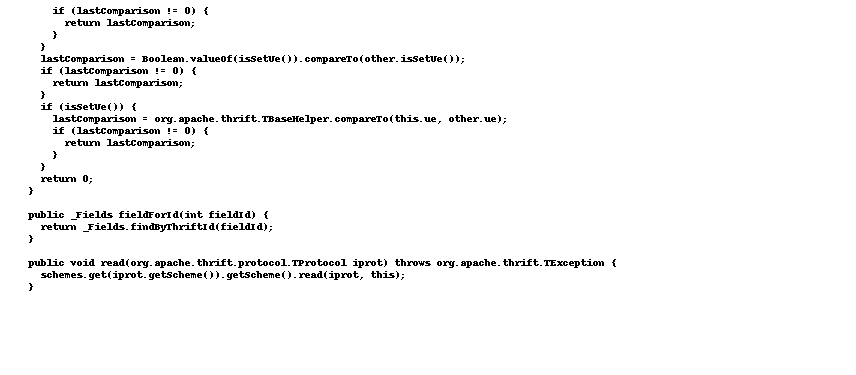 if (lastComparison != 0) {
return lastComparison;
}
}
lastComparison = Boolean.valueOf(isSetUe()).compareTo(other.isSetUe());
if (lastComparison != 0) {
return lastComparison;
}
if (isSetUe()) {
lastComparison = org.apache.thrift.TBaseHelper.compareTo(this.ue, other.ue);
if (lastComparison != 0) {
return lastComparison;
}
}
return 0;
}
public _Fields fieldForId(int fieldId) {
return _Fields.findByThriftId(fieldId);
}
public void read(org.apache.thrift.protocol.TProtocol iprot) throws org.apache.thrift.TException {
schemes.get(iprot.getScheme()).getScheme().read(iprot, this);
}